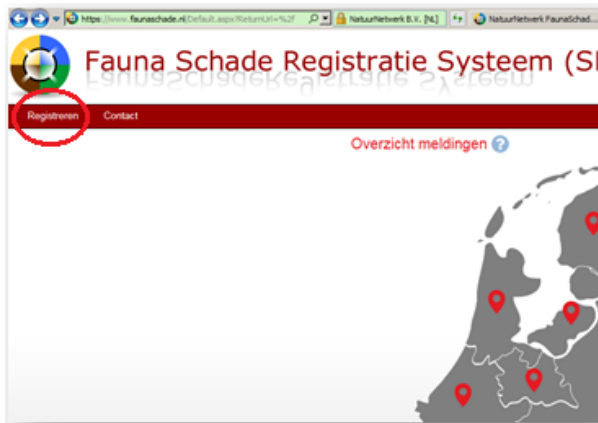 https://www.faunaschade.nl/Default.aspx?ReturnUrl=%2f NatuurNetwerk B.V. [NL] NatuurNetwerk FaunaSchad...
Fauna Schade Registratie Systeem (S
Registreren Contact
Overzicht meldingen ?